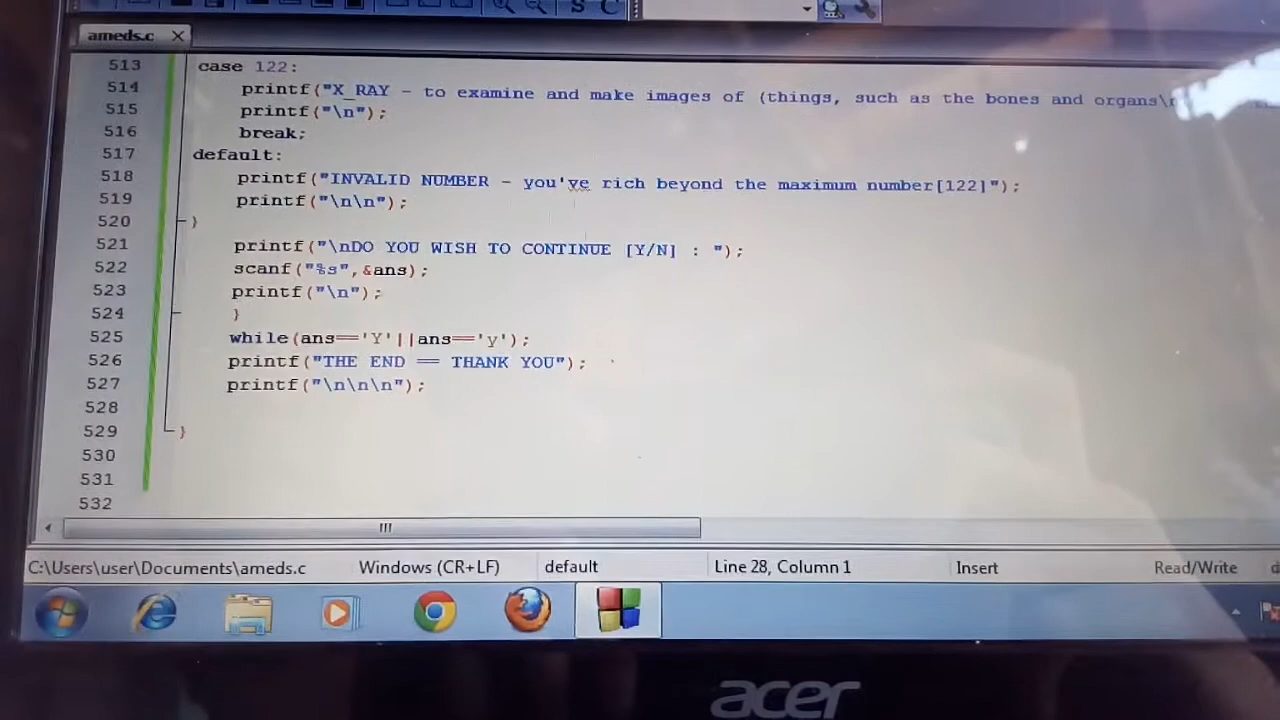 S C
ameds.c X
513 case 122:
514 printf("X_RAY - to examine and make images of (things, such as the bones and organs\n
515 printf("\n");
516 break;
517 default:
518 printf("INVALID NUMBER - you've rich beyond the maximum number[122]");
519 printf("\n\n");
520 }
521 printf("\nDO YOU WISH TO CONTINUE [Y/N] : ");
522 scanf("%s",&ans);
523 printf("\n");
524 }
525 while(ans=='Y'||ans=='y');
526 printf("THE END == THANK YOU");
527 printf("\n\n\n");
528
529 }
530
531
532
C:\Users\user\Documents\ameds.c Windows (CR+LF) default Line 28, Column 1 Insert Read/Write
acer